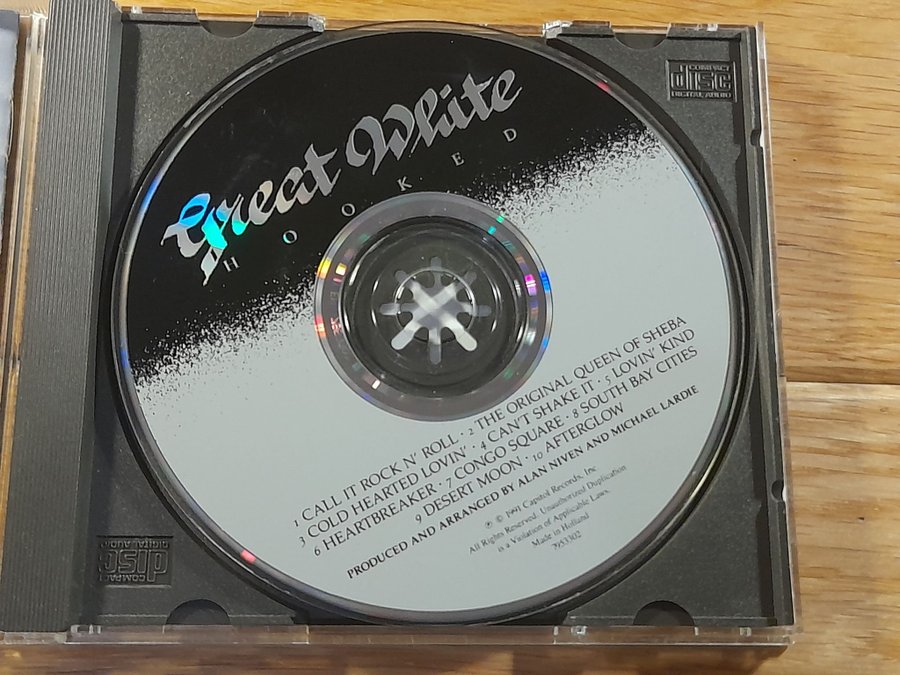 Great White
HOOKED
COMPACT
disc
DIGITAL AUDIO
1 CALL IT ROCK N' ROLL · 2 THE ORIGINAL QUEEN OF SHEBA
3 COLD HEARTED LOVIN' · 4 CAN'T SHAKE IT · 5 LOVIN' KIND
6 HEARTBREAKER · 7 CONGO SQUARE · 8 SOUTH BAY CITIES
9 DESERT MOON · 10 AFTERGLOW
PRODUCED AND ARRANGED BY ALAN NIVEN AND MICHAEL LARDIE
℗ © 1991 Capitol Records, Inc
All Rights Reserved. Unauthorized Duplication
is a Violation of Applicable Laws.
Made in Holland
7953302
COMPACT
disc
DIGITAL AUDIO